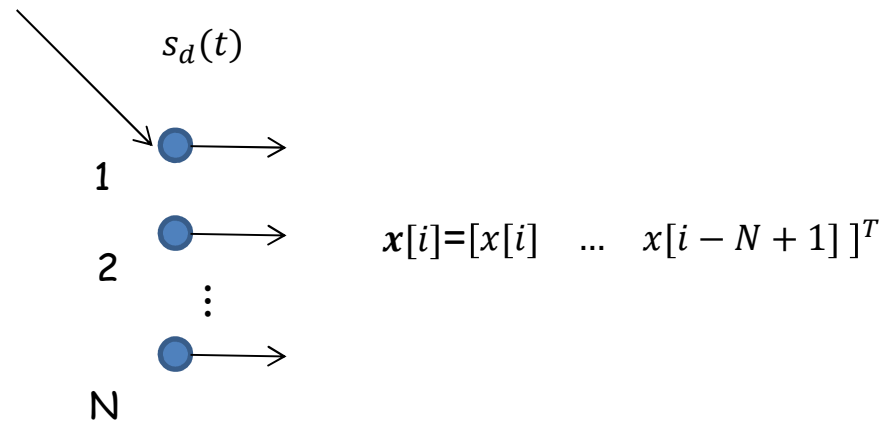 s_d(t)
1
2
⋮
N
x[i]=[x[i] … x[i − N + 1] ]^T